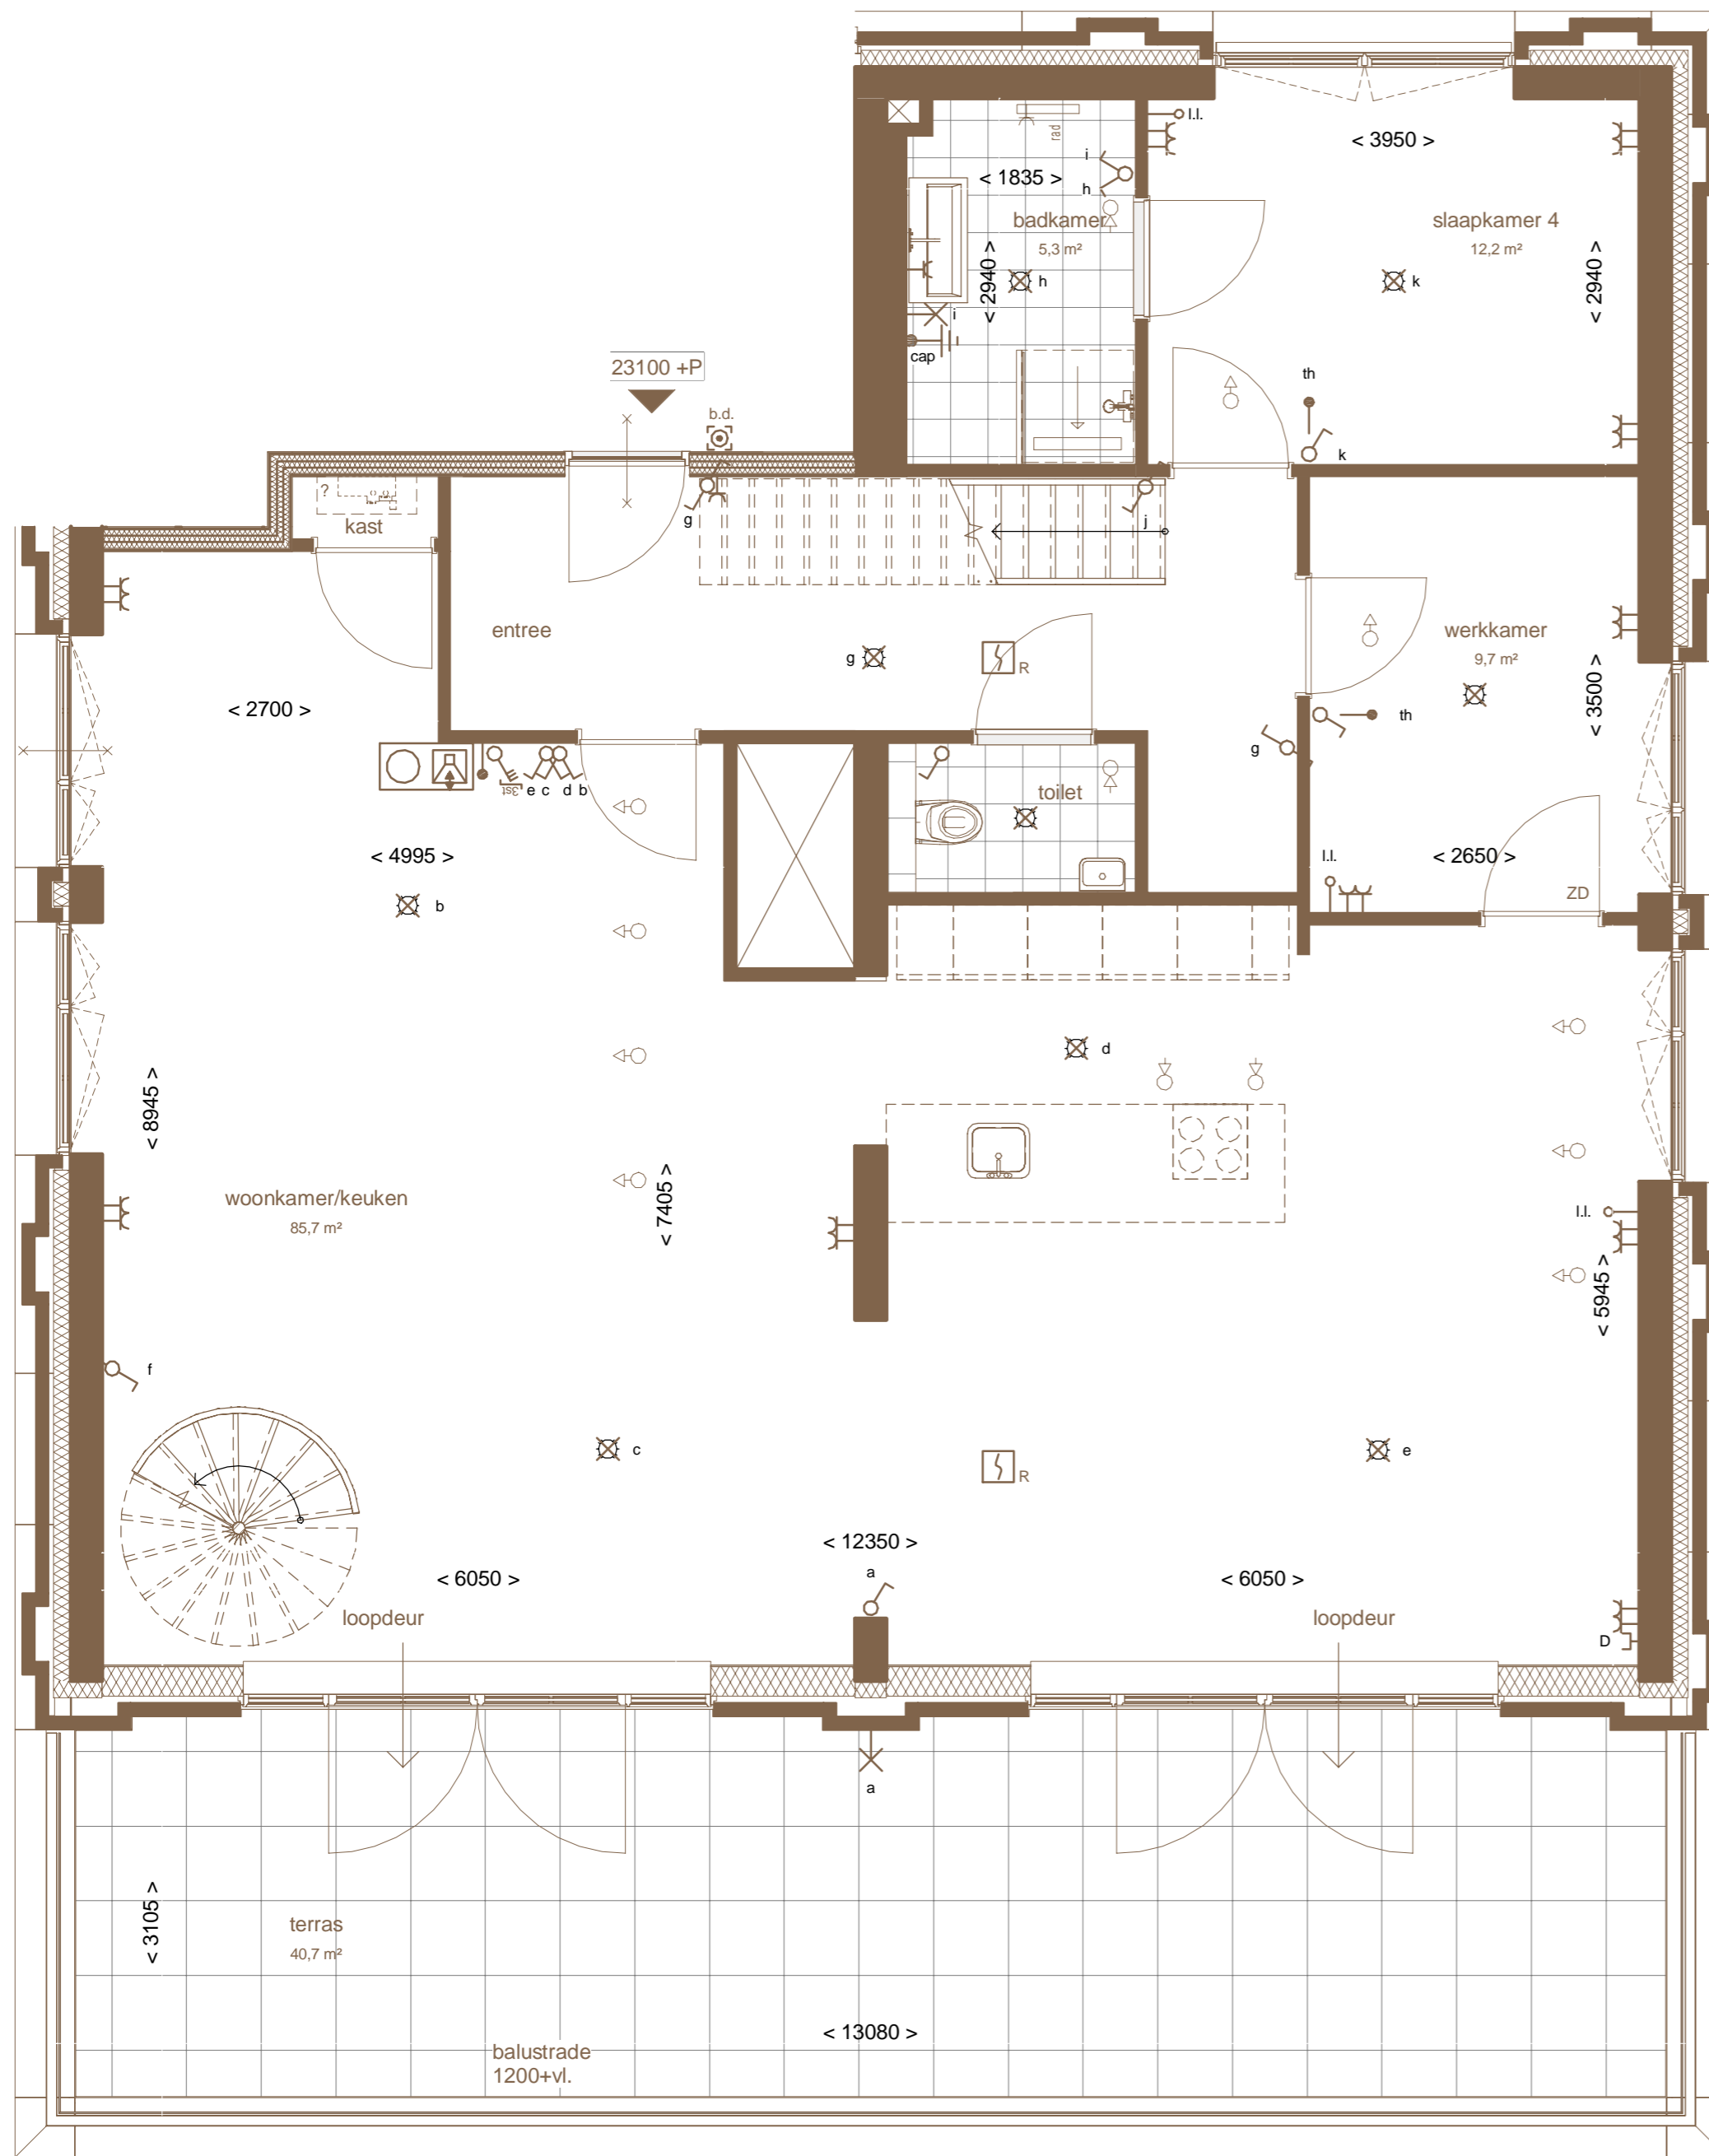 l.l.
< 3950 >
rad
i
h
< 1835 >
badkamer
5,3 m²
< 2940 >
h
i
cap
slaapkamer 4
12,2 m²
< 2940 >
k
th
k
23100 +P
b.d.
g
j
?
kast
entree
g
R
werkkamer
9,7 m²
< 3500 >
th
g
< 2700 >
3st
e c d b
toilet
< 4995 >
b
l.l.
< 2650 >
ZD
d
< 8945 >
< 7405 >
woonkamer/keuken
85,7 m²
l.l.
< 5945 >
f
c
R
e
< 12350 >
a
< 6050 >
< 6050 >
loopdeur
loopdeur
D
a
< 3105 >
terras
40,7 m²
< 13080 >
balustrade
1200+vl.